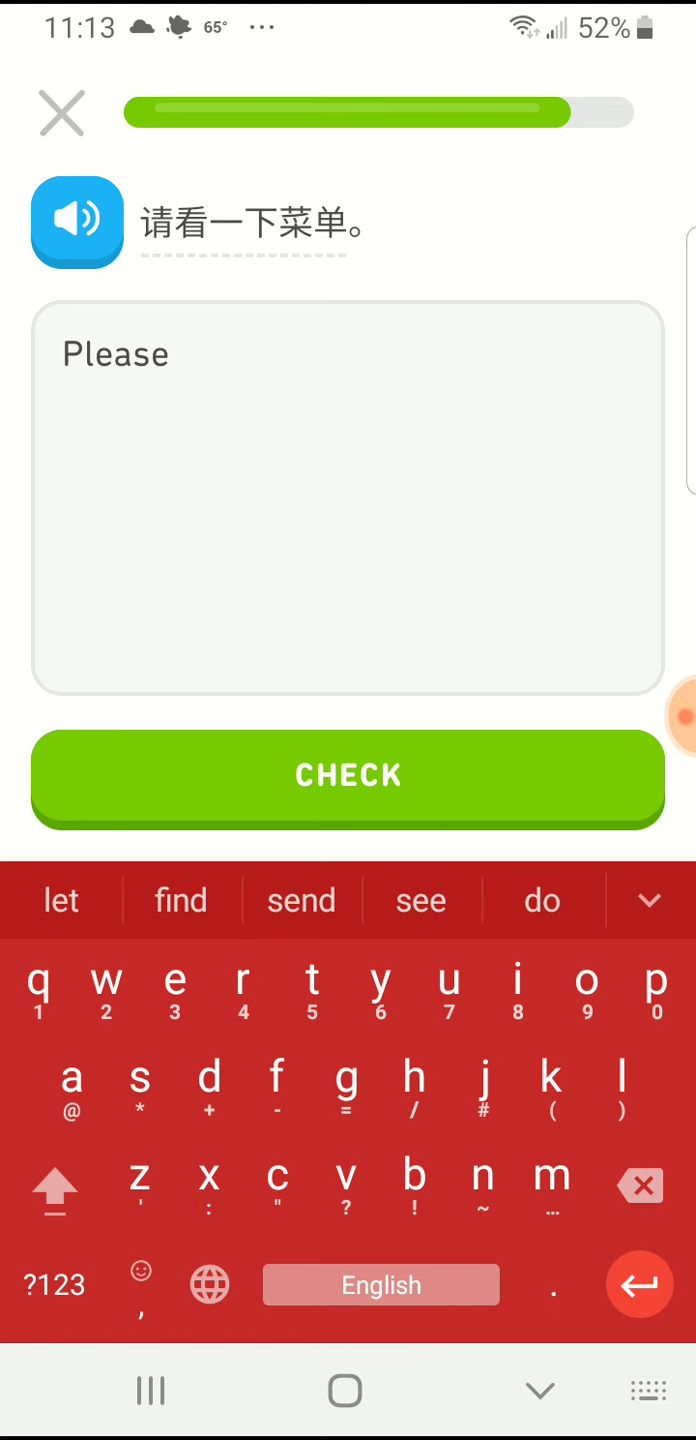 11:13 65° ... 52%
请看一下菜单。
Please
CHECK
let find send see do
q w e r t y u i o p
1 2 3 4 5 6 7 8 9 0
a s d f g h j k l
@ * + - = / # ( )
z x c v b n m
' : " ? ! ~ …
?123 , English .